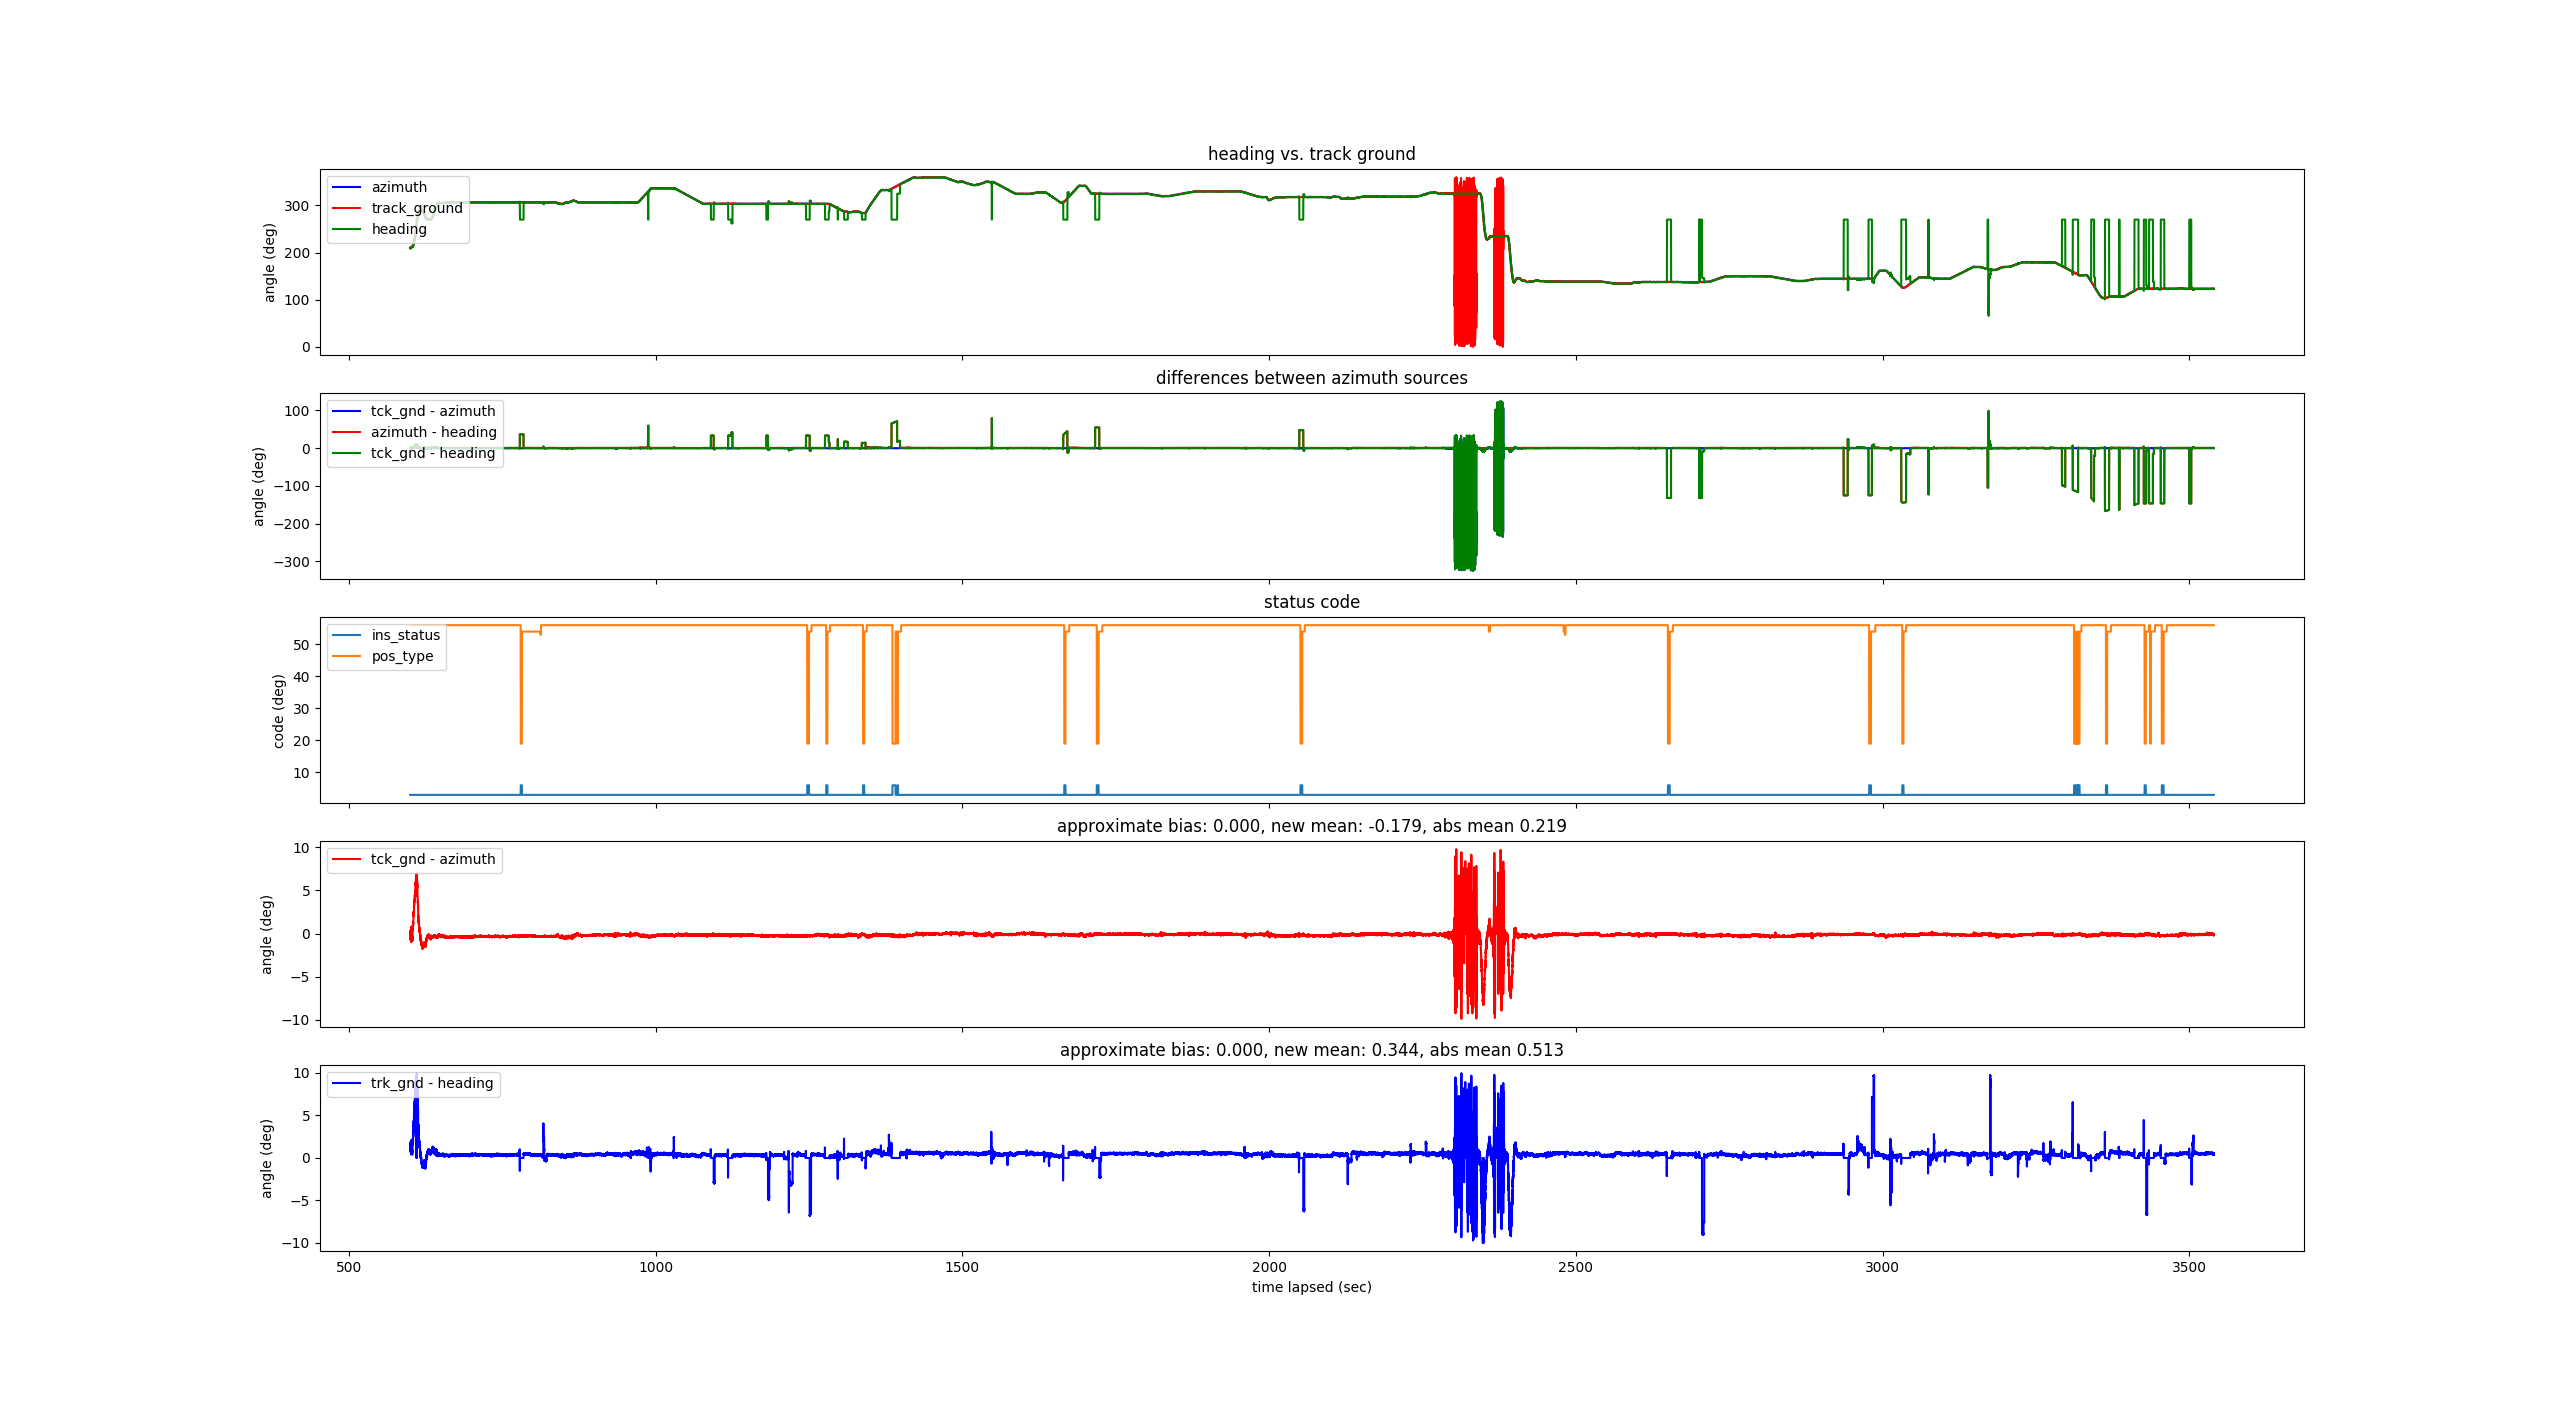 heading vs. track ground
azimuth
track_ground
heading
300
200
100
0
angle (deg)
differences between azimuth sources
tck_gnd - azimuth
azimuth - heading
tck_gnd - heading
100
0
−100
−200
−300
angle (deg)
status code
ins_status
pos_type
50
40
30
20
10
code (deg)
approximate bias: 0.000, new mean: -0.179, abs mean 0.219
tck_gnd - azimuth
10
5
0
−5
−10
angle (deg)
approximate bias: 0.000, new mean: 0.344, abs mean 0.513
trk_gnd - heading
10
5
0
−5
−10
angle (deg)
500 1000 1500 2000 2500 3000 3500
time lapsed (sec)